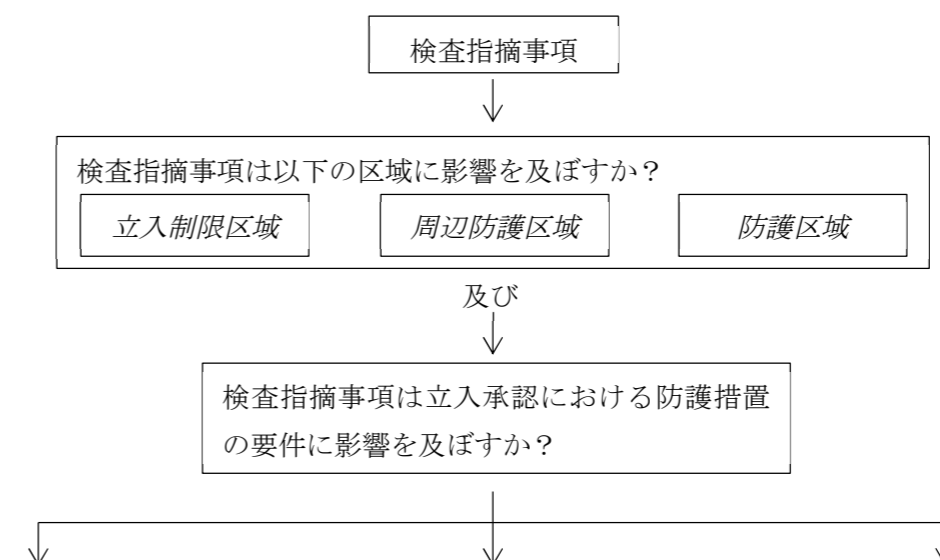 検査指摘事項
検査指摘事項は以下の区域に影響を及ぼすか？
立入制限区域
周辺防護区域
防護区域
及び
検査指摘事項は立入承認における防護措置
の要件に影響を及ぼすか？